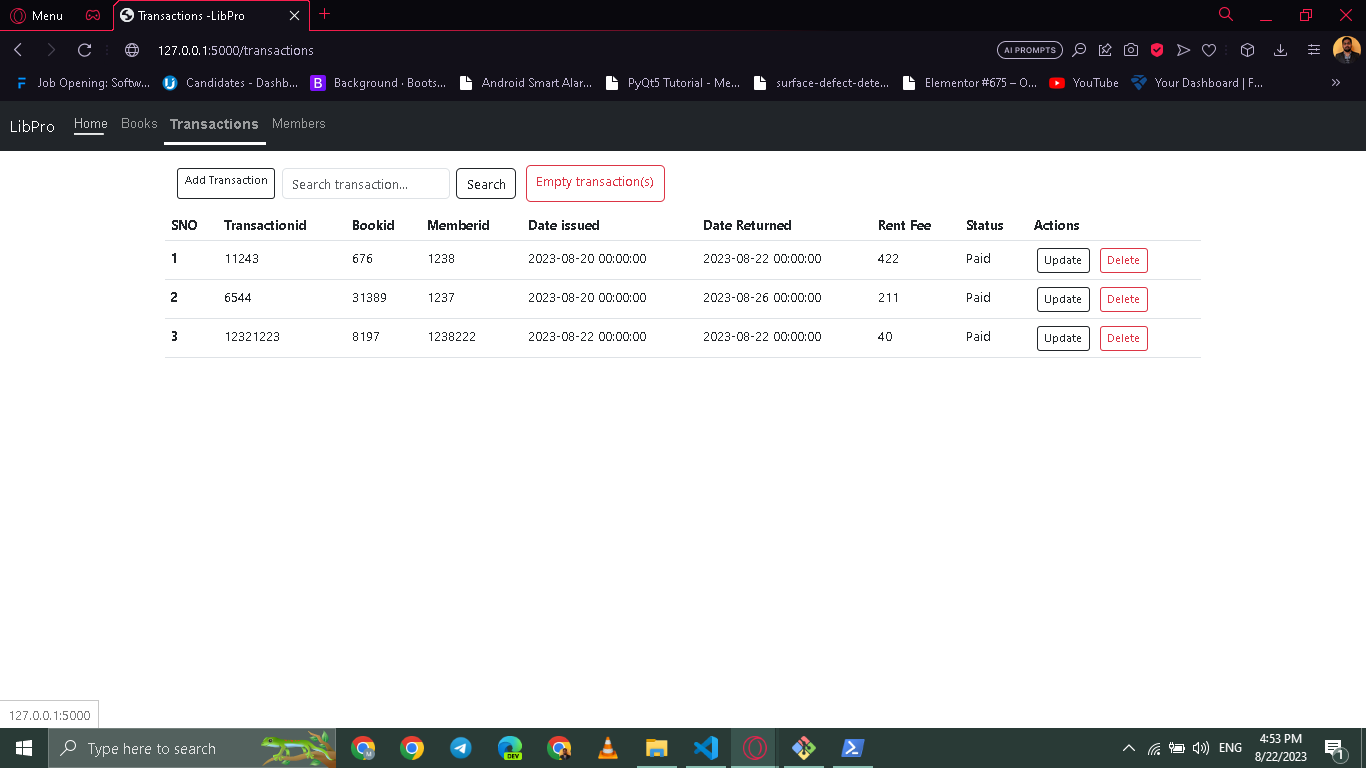 Menu
Transactions -LibPro
127.0.0.1:5000/transactions
AI PROMPTS
Job Opening: Softw...
Candidates - Dashb...
Background · Boots...
Android Smart Alar...
PyQt5 Tutorial - Me...
surface-defect-dete...
Elementor #675 – O...
YouTube
Your Dashboard | F...
LibPro Home Books Transactions Members
Add Transaction Search transaction... Search Empty transaction(s)
SNO Transactionid Bookid Memberid Date issued Date Returned Rent Fee Status Actions
1 11243 676 1238 2023-08-20 00:00:00 2023-08-22 00:00:00 422 Paid Update Delete
2 6544 31389 1237 2023-08-20 00:00:00 2023-08-26 00:00:00 211 Paid Update Delete
3 12321223 8197 1238222 2023-08-22 00:00:00 2023-08-22 00:00:00 40 Paid Update Delete
127.0.0.1:5000
Type here to search
DEV
ENG
4:53 PM
8/22/2023
1